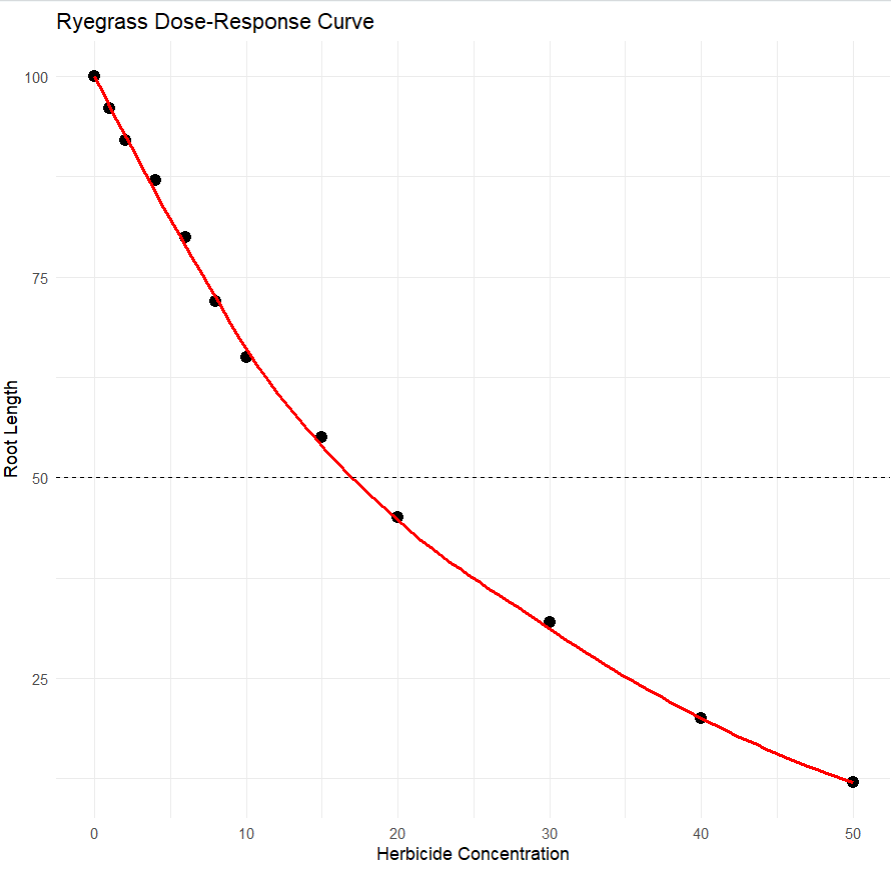 Ryegrass Dose-Response Curve
Root Length
100
75
50
25
0 10 20 30 40 50
Herbicide Concentration